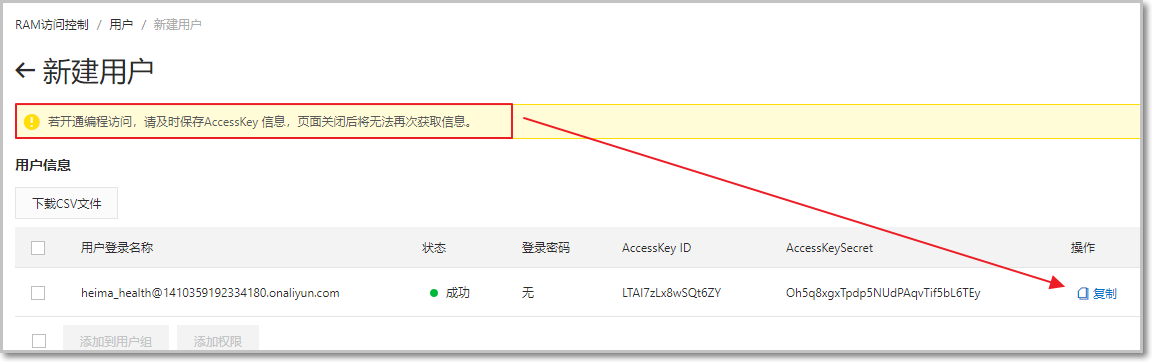 RAM访问控制 / 用户 / 新建用户
← 新建用户
若开通编程访问，请及时保存AccessKey 信息，页面关闭后将无法再次获取信息。
用户信息
下载CSV文件
用户登录名称 状态 登录密码 AccessKey ID AccessKeySecret 操作
heima_health@1410359192334180.onaliyun.com 成功 无 LTAI7zLx8wSQt6ZY Oh5q8xgxTpdp5NUdPAqvTif5bL6TEy 复制
添加到用户组 添加权限